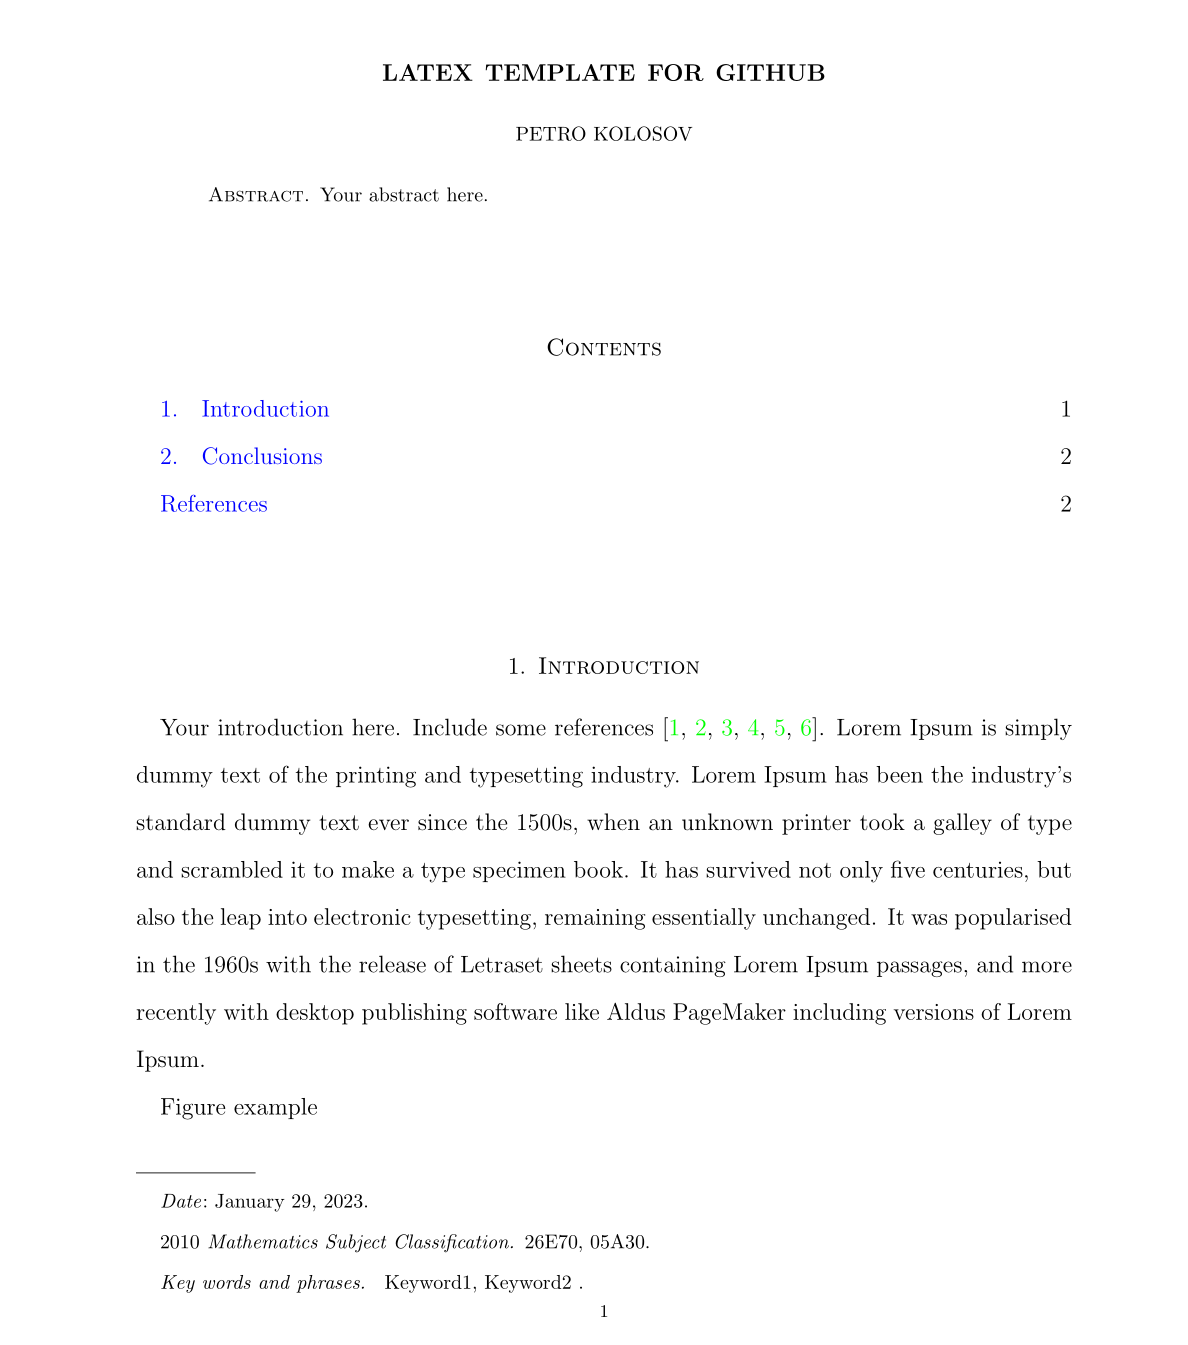 LATEX TEMPLATE FOR GITHUB
PETRO KOLOSOV
Abstract. Your abstract here.
Contents
1. Introduction 1
2. Conclusions 2
References 2
1. Introduction
Your introduction here. Include some references [1, 2, 3, 4, 5, 6]. Lorem Ipsum is simply
dummy text of the printing and typesetting industry. Lorem Ipsum has been the industry's
standard dummy text ever since the 1500s, when an unknown printer took a galley of type
and scrambled it to make a type specimen book. It has survived not only five centuries, but
also the leap into electronic typesetting, remaining essentially unchanged. It was popularised
in the 1960s with the release of Letraset sheets containing Lorem Ipsum passages, and more
recently with desktop publishing software like Aldus PageMaker including versions of Lorem
Ipsum.
Figure example
Date: January 29, 2023.
2010 Mathematics Subject Classification. 26E70, 05A30.
Key words and phrases. Keyword1, Keyword2 .
1